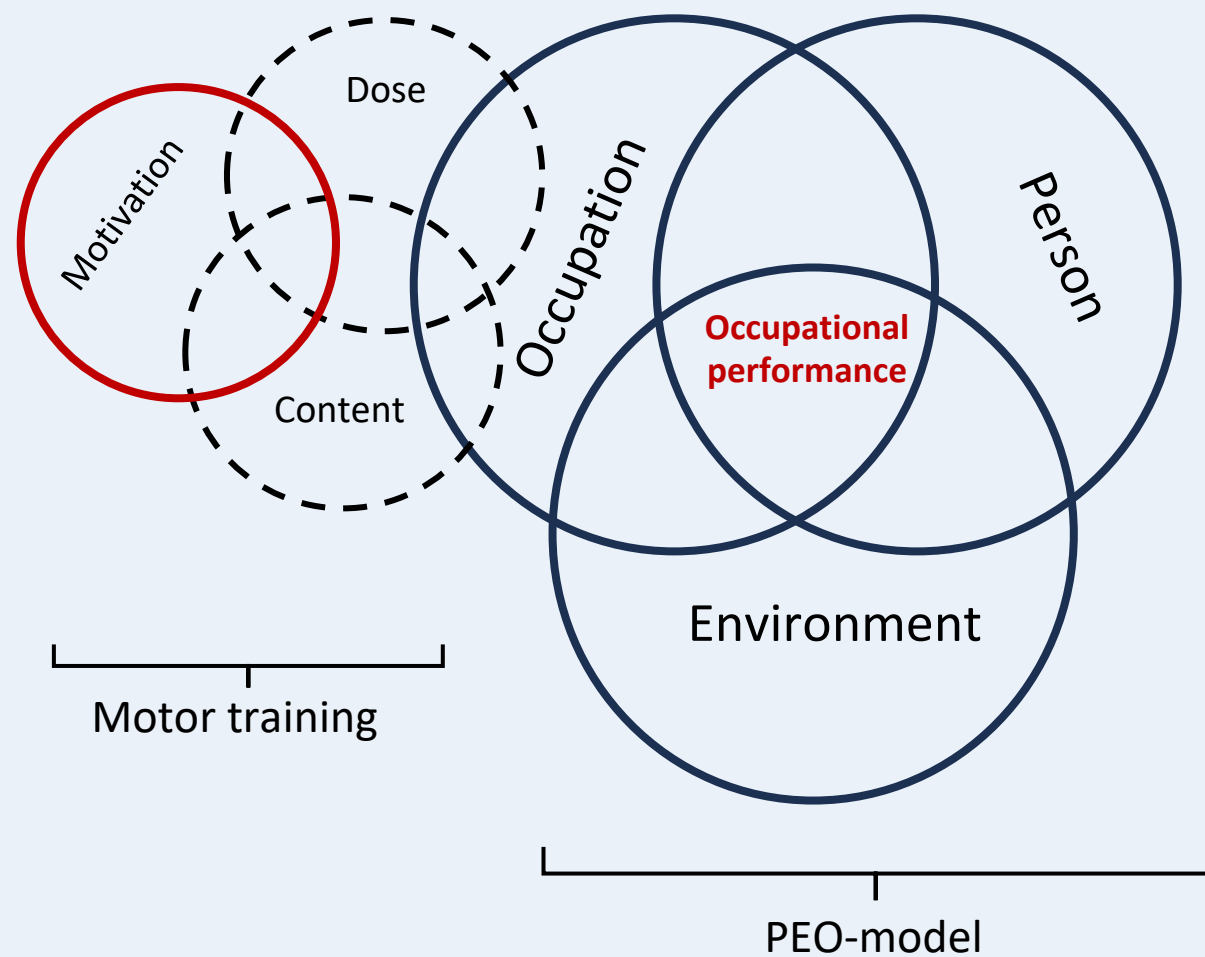 Dose
Motivation
Content
Occupation
Person
Occupational
performance
Environment
Motor training
PEO-model